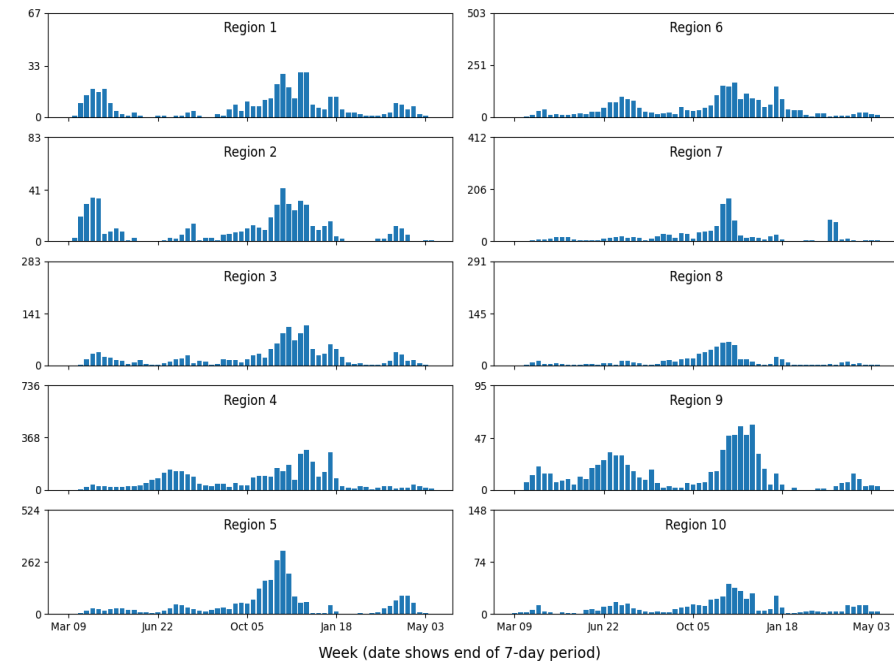 67
33
0
Region 1
503
251
0
Region 6
83
41
0
Region 2
412
206
0
Region 7
283
141
0
Region 3
291
145
0
Region 8
736
368
0
Region 4
95
47
0
Region 9
524
262
0
Region 5
148
74
0
Region 10
Mar 09 Jun 22 Oct 05 Jan 18 May 03
Mar 09 Jun 22 Oct 05 Jan 18 May 03
Week (date shows end of 7-day period)